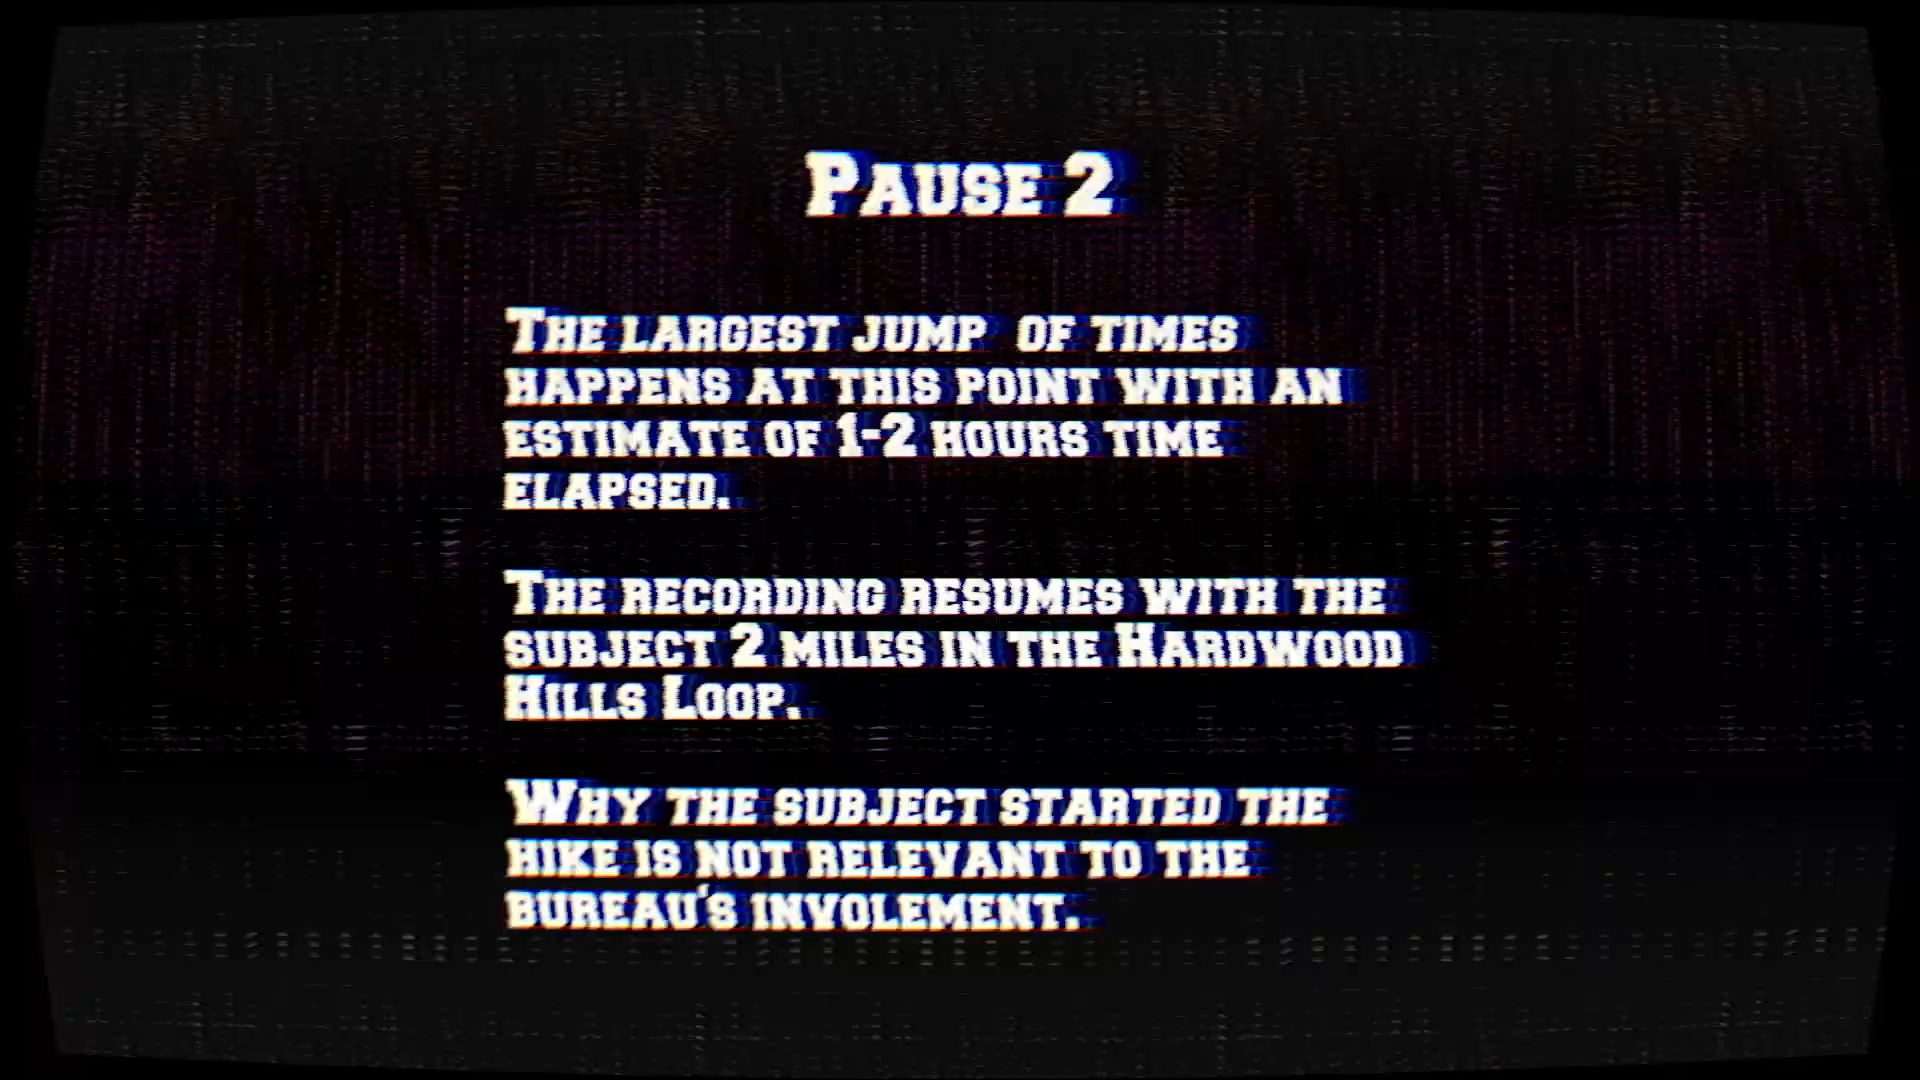 PAUSE 2
THE LARGEST JUMP OF TIMES
HAPPENS AT THIS POINT WITH AN
ESTIMATE OF 1-2 HOURS TIME
ELAPSED.
THE RECORDING RESUMES WITH THE
SUBJECT 2 MILES IN THE HARDWOOD
HILLS LOOP.
WHY THE SUBJECT STARTED THE
HIKE IS NOT RELEVANT TO THE
BUREAU'S INVOLEMENT.